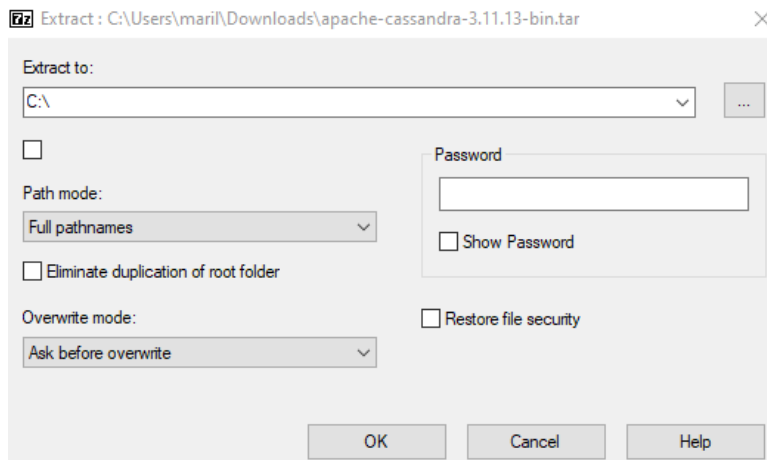 7z Extract : C:\Users\maril\Downloads\apache-cassandra-3.11.13-bin.tar
Extract to:
C:\
...
Password
Path mode:
Full pathnames
Show Password
Eliminate duplication of root folder
Overwrite mode:
Restore file security
Ask before overwrite
OK
Cancel
Help